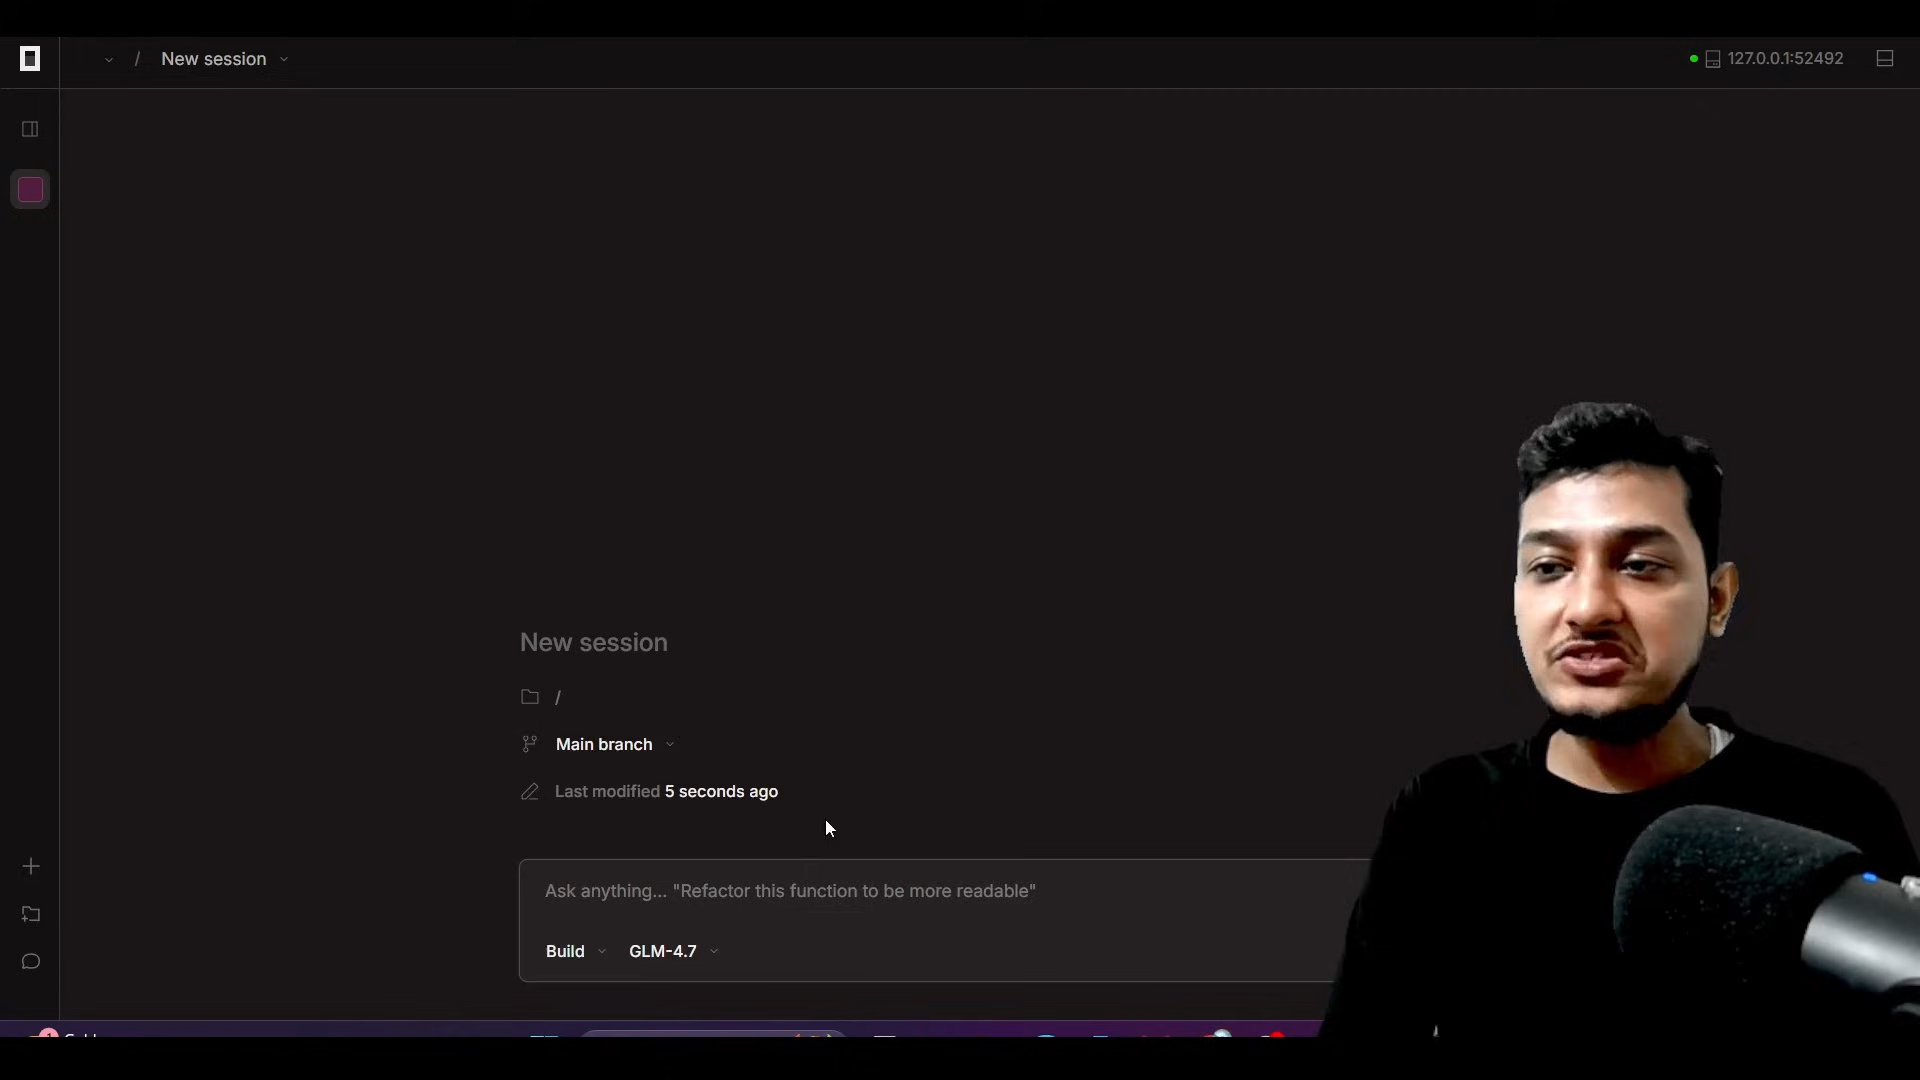 / New session
127.0.0.1:52492
New session
/
Main branch
Last modified 5 seconds ago
Ask anything... "Refactor this function to be more readable"
Build GLM-4.7